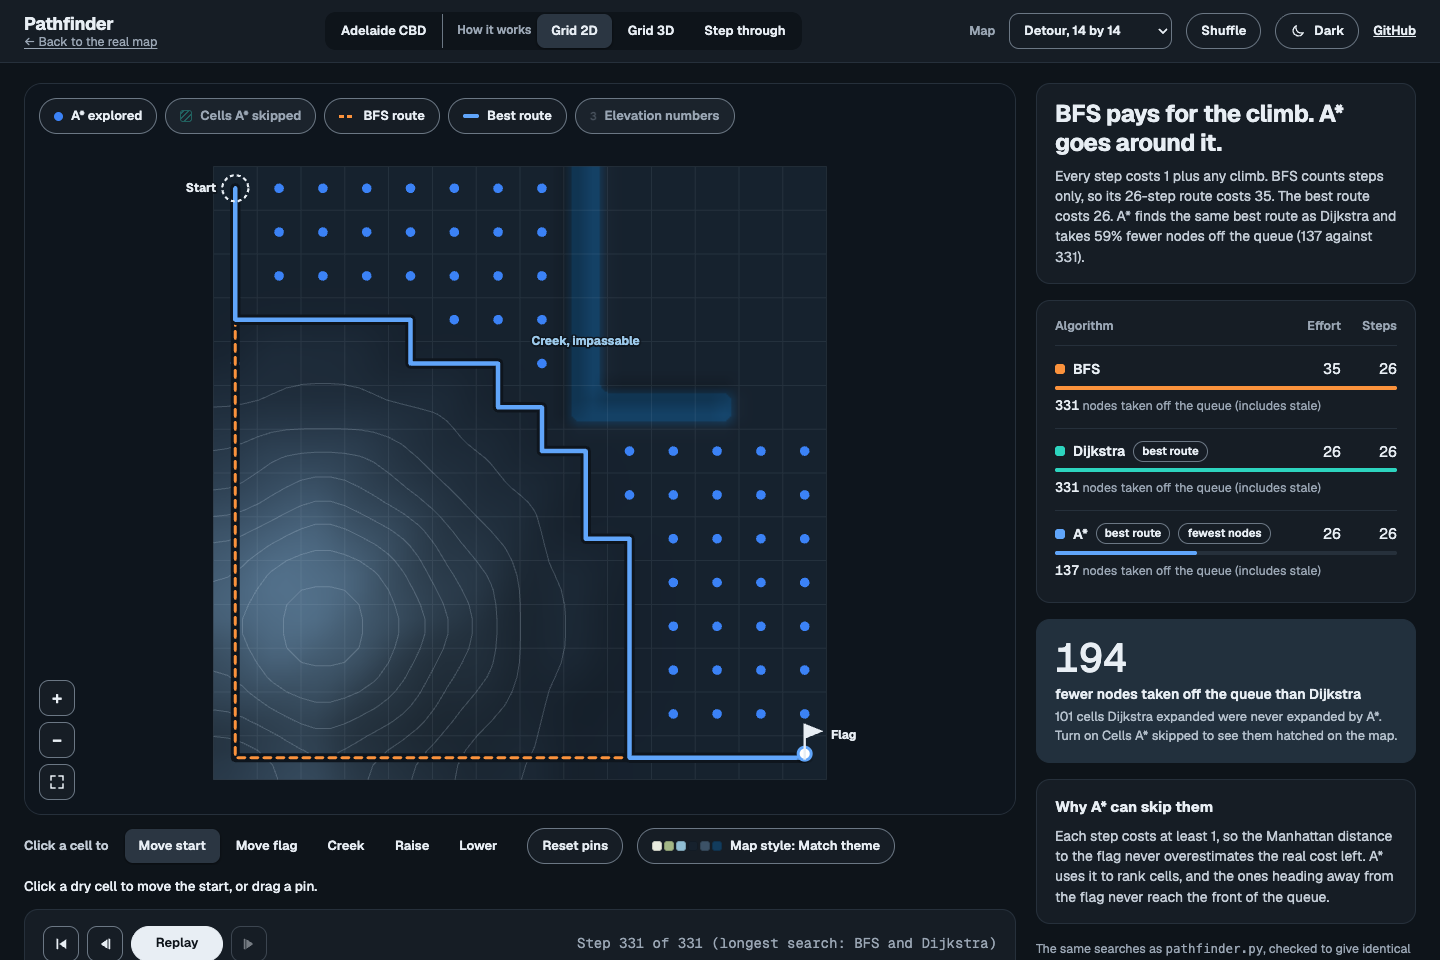 Pathfinder
← Back to the real map
Adelaide CBD
How it works
Grid 2D
Grid 3D
Step through
Map
Detour, 14 by 14
Shuffle
Dark
GitHub
A* explored
Cells A* skipped
BFS route
Best route
3 Elevation numbers
Start
Creek, impassable
Flag
+
−
Click a cell to
Move start
Move flag
Creek
Raise
Lower
Reset pins
Map style: Match theme
Click a dry cell to move the start, or drag a pin.
Replay
Step 331 of 331 (longest search: BFS and Dijkstra)
BFS pays for the climb. A*
goes around it.
Every step costs 1 plus any climb. BFS counts steps
only, so its 26-step route costs 35. The best route
costs 26. A* finds the same best route as Dijkstra and
takes 59% fewer nodes off the queue (137 against
331).
Algorithm Effort Steps
BFS 35 26
331 nodes taken off the queue (includes stale)
Dijkstra best route 26 26
331 nodes taken off the queue (includes stale)
A* best route fewest nodes 26 26
137 nodes taken off the queue (includes stale)
194
fewer nodes taken off the queue than Dijkstra
101 cells Dijkstra expanded were never expanded by A*.
Turn on Cells A* skipped to see them hatched on the map.
Why A* can skip them
Each step costs at least 1, so the Manhattan distance
to the flag never overestimates the real cost left. A*
uses it to rank cells, and the ones heading away from
the flag never reach the front of the queue.
The same searches as pathfinder.py, checked to give identical